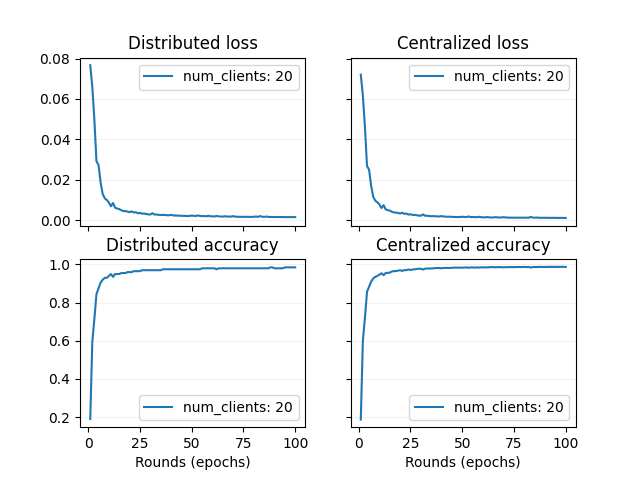 Distributed loss
Centralized loss
0.08
0.06
0.04
0.02
0.00
num_clients: 20
num_clients: 20
Distributed accuracy
Centralized accuracy
1.0
0.8
0.6
0.4
0.2
num_clients: 20
num_clients: 20
0 25 50 75 100
0 25 50 75 100
Rounds (epochs)
Rounds (epochs)